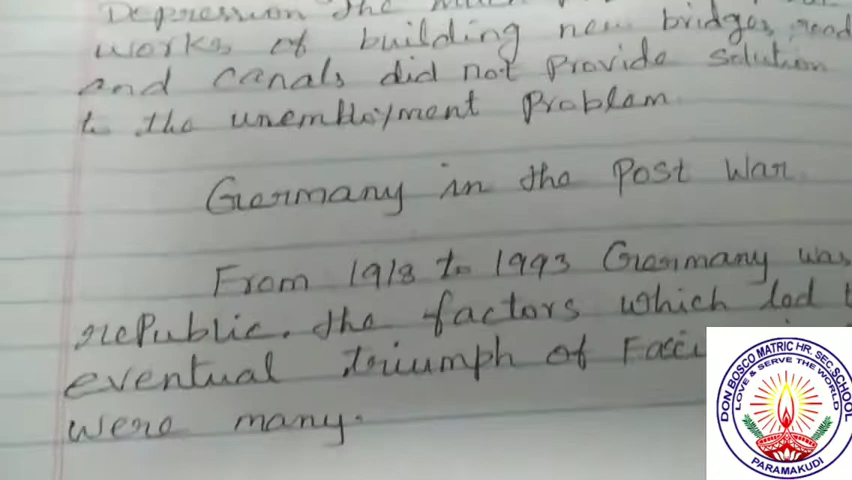 Depression the
works of building new bridges, road
and canals did not provide solution
to the unemployment problem.
Germany in the Post War.
From 1918 to 1993 Germany was
republic. the factors which led
eventual triumph of
were many.
DON BOSCO MATRIC HR. SEC. SCHOOL
LOVE & SERVE THE WORLD
PARAMAKUDI